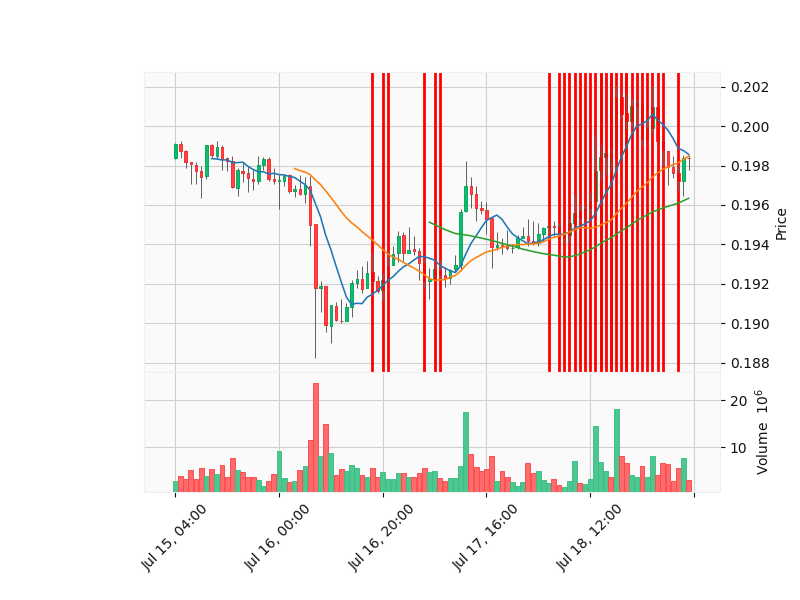 0.202
0.200
0.198
0.196
0.194
0.192
0.190
0.188
Price
20
10
Volume 10⁶
Jul 15, 04:00
Jul 16, 00:00
Jul 16, 20:00
Jul 17, 16:00
Jul 18, 12:00